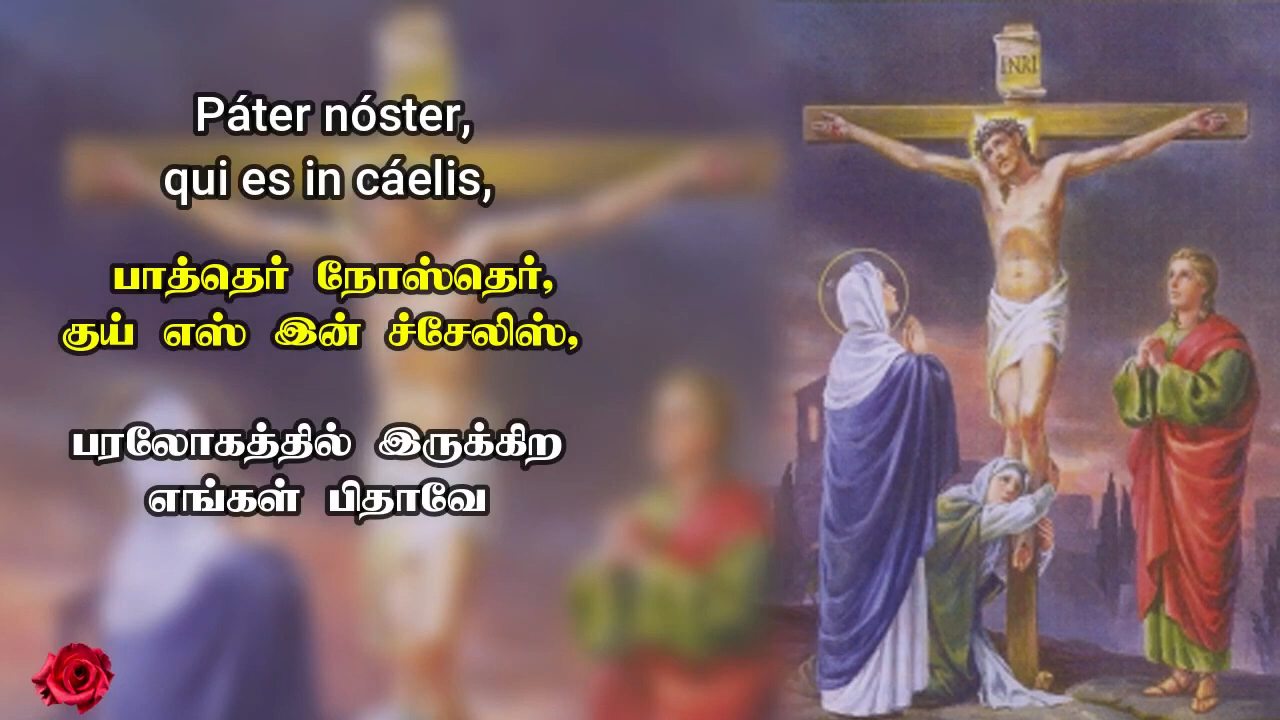 Páter nóster,
qui es in cáelis,
பாத்தெர் நோஸ்தெர்,
குய் எஸ் இன் ச்சேலிஸ்,
பரலோகத்தில் இருக்கிற
எங்கள் பிதாவே
INRI